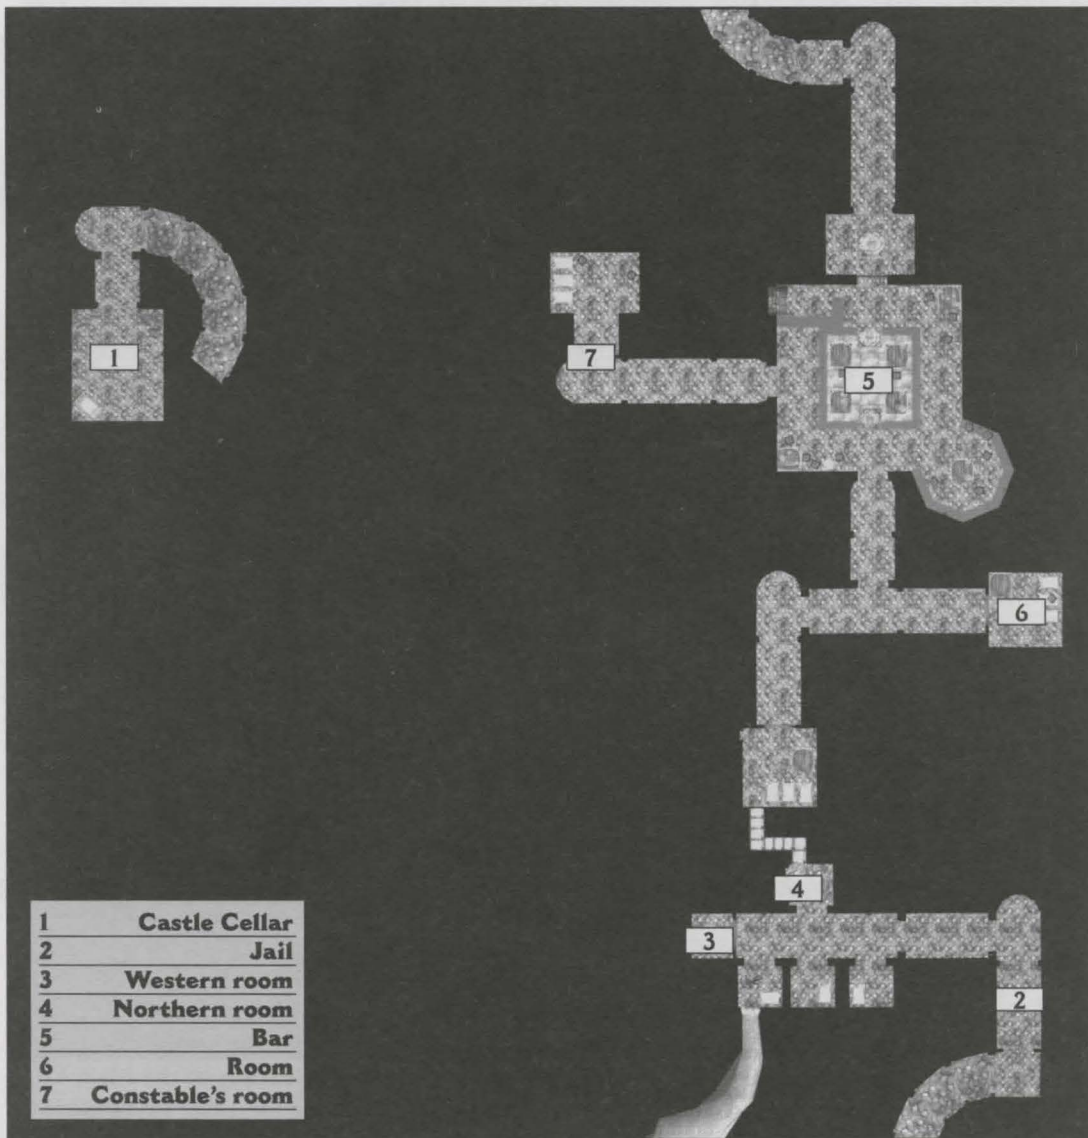 1
7
5
6
4
3
2
1 Castle Cellar
2 Jail
3 Western room
4 Northern room
5 Bar
6 Room
7 Constable's room